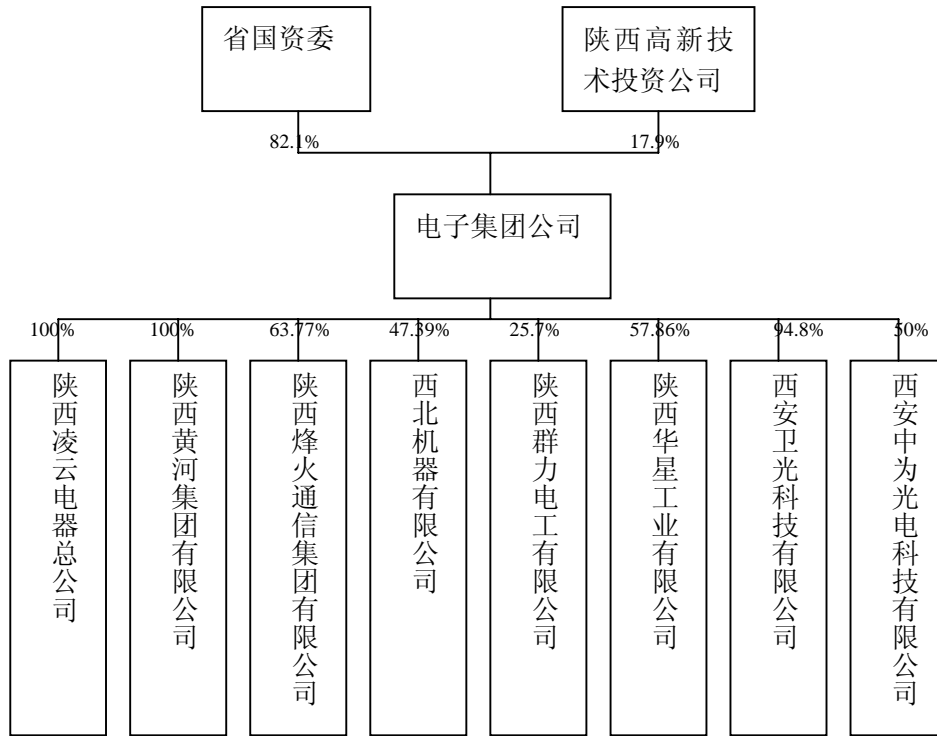 省国资委
陕西高新技
术投资公司
82.1%
17.9%
电子集团公司
100%
100%
63.77%
47.39%
25.7%
57.86%
94.8%
50%
陕西凌云电器总公司
陕西黄河集团有限公司
陕西烽火通信集团有限公司
西北机器有限公司
陕西群力电工有限公司
陕西华星工业有限公司
西安卫光科技有限公司
西安中为光电科技有限公司